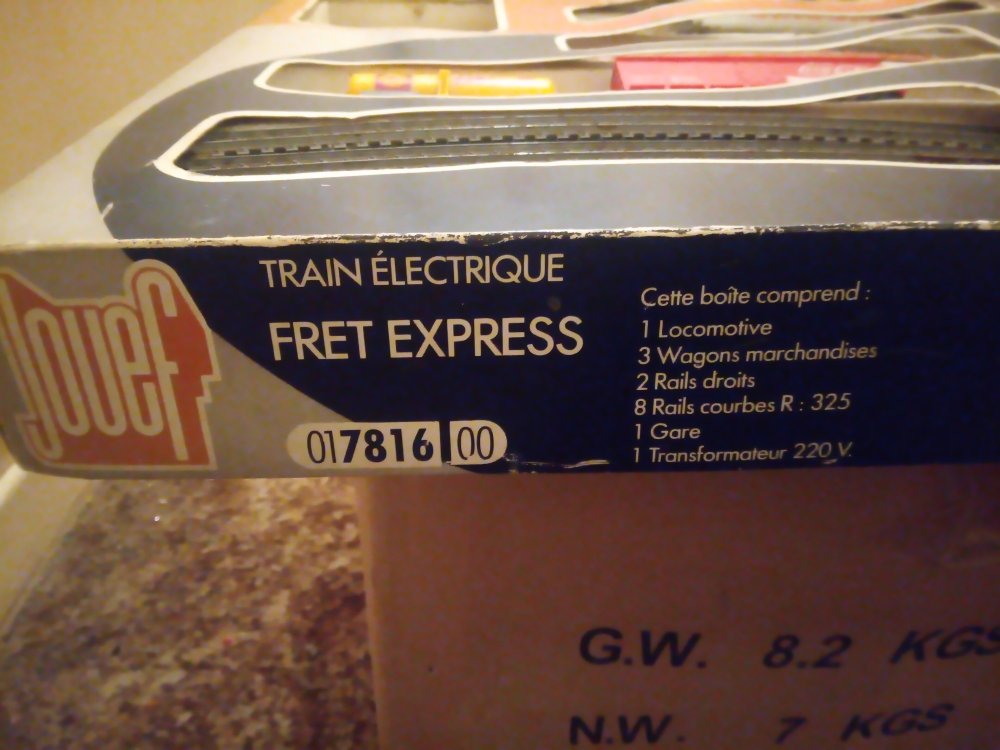 Jouef
TRAIN ÉLECTRIQUE
FRET EXPRESS
017816 00
Cette boîte comprend :
1 Locomotive
3 Wagons marchandises
2 Rails droits
8 Rails courbes R : 325
1 Gare
1 Transformateur 220 V.
G.W. 8.2 KGS
N.W. 7 KGS